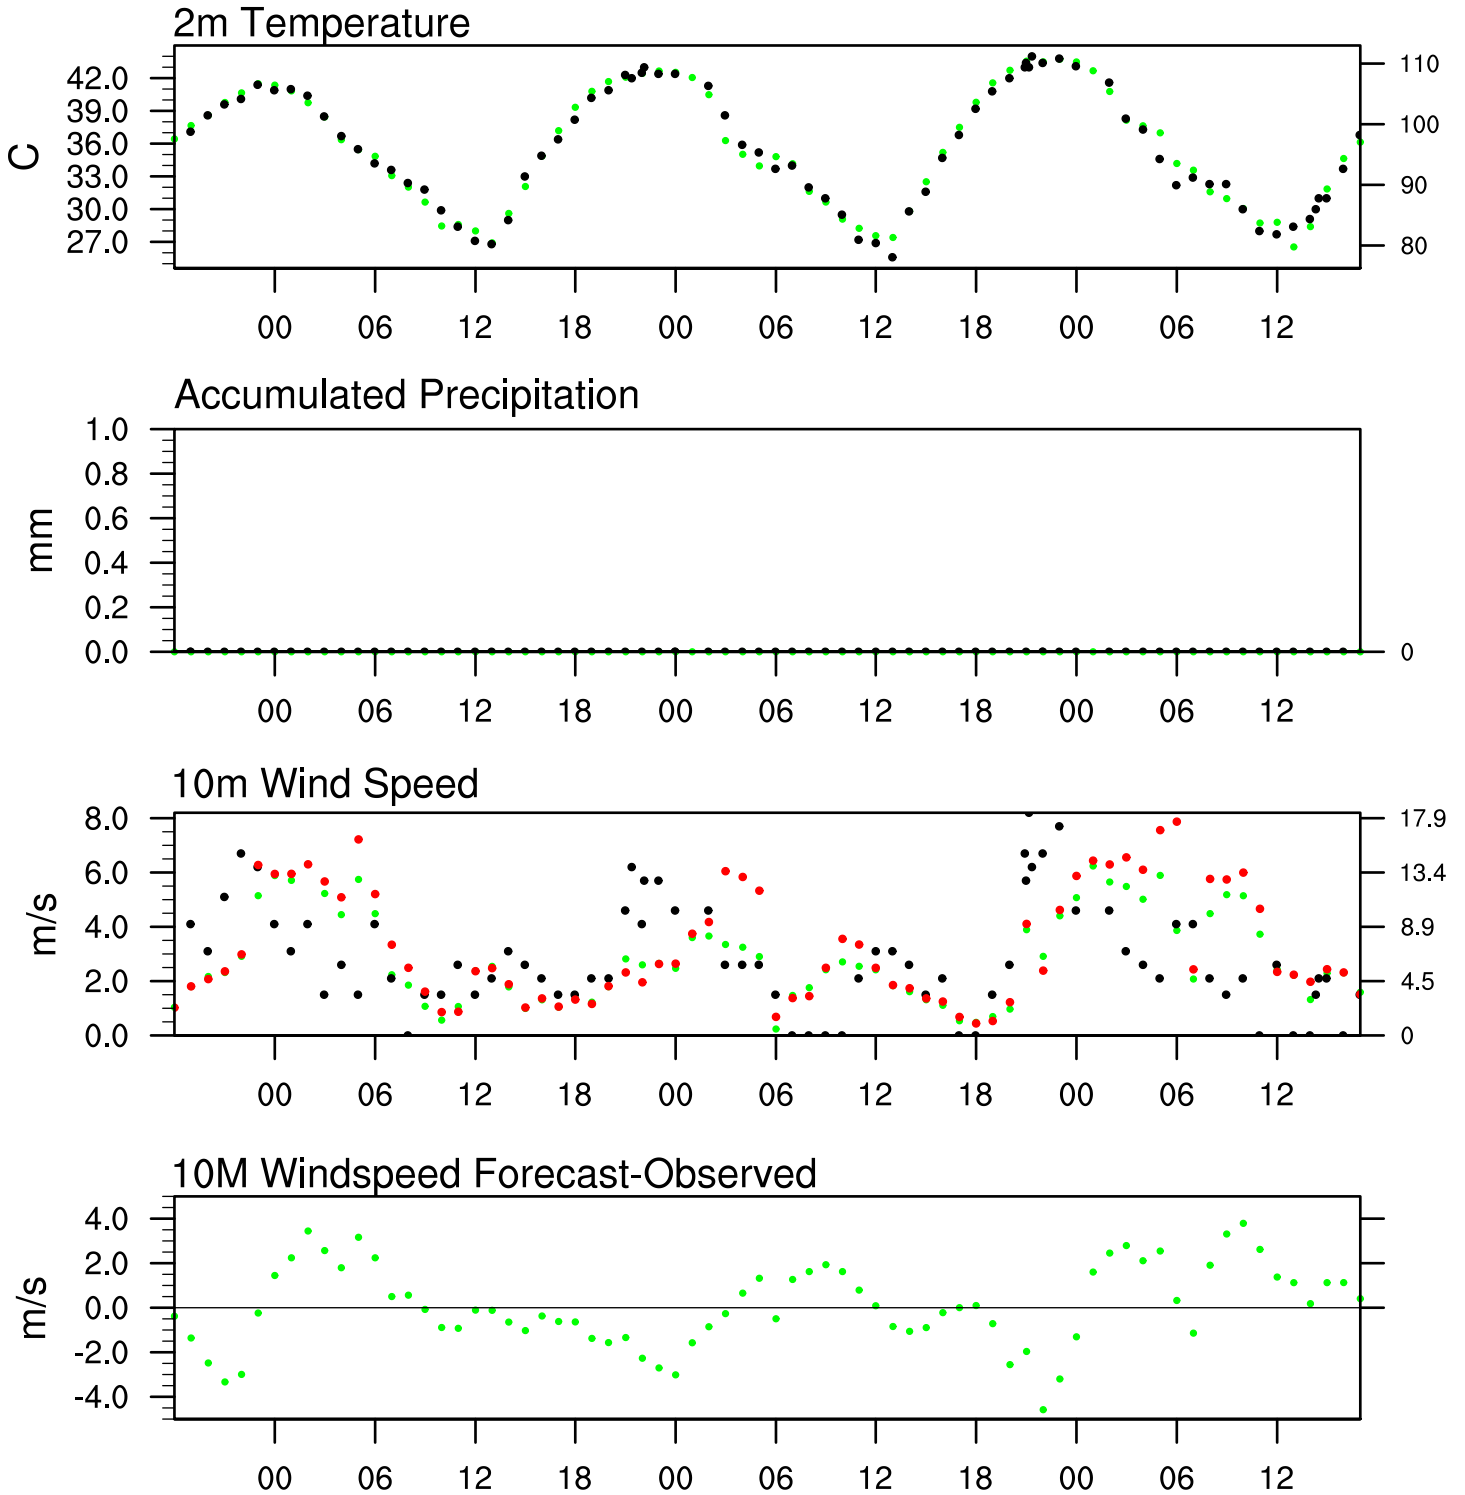 2m Temperature
42.0
39.0
36.0
33.0
30.0
27.0
C
110
100
90
80
00 06 12 18 00 06 12 18 00 06 12
Accumulated Precipitation
1.0
0.8
0.6
0.4
0.2
0.0
mm
0
00 06 12 18 00 06 12 18 00 06 12
10m Wind Speed
8.0
6.0
4.0
2.0
0.0
m/s
17.9
13.4
8.9
4.5
0
00 06 12 18 00 06 12 18 00 06 12
10M Windspeed Forecast-Observed
4.0
2.0
0.0
-2.0
-4.0
m/s
00 06 12 18 00 06 12 18 00 06 12